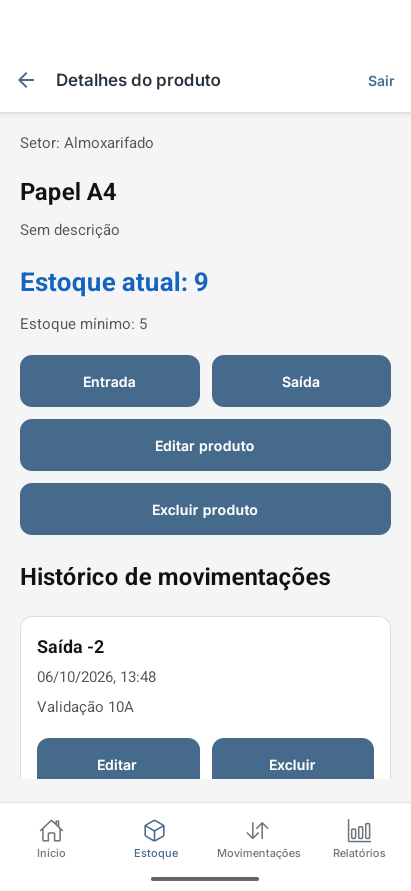 Detalhes do produto
Sair
Setor: Almoxarifado
Papel A4
Sem descrição
Estoque atual: 9
Estoque mínimo: 5
Entrada
Saída
Editar produto
Excluir produto
Histórico de movimentações
Saída -2
06/10/2026, 13:48
Validação 10A
Editar
Excluir
Início
Estoque
Movimentações
Relatórios